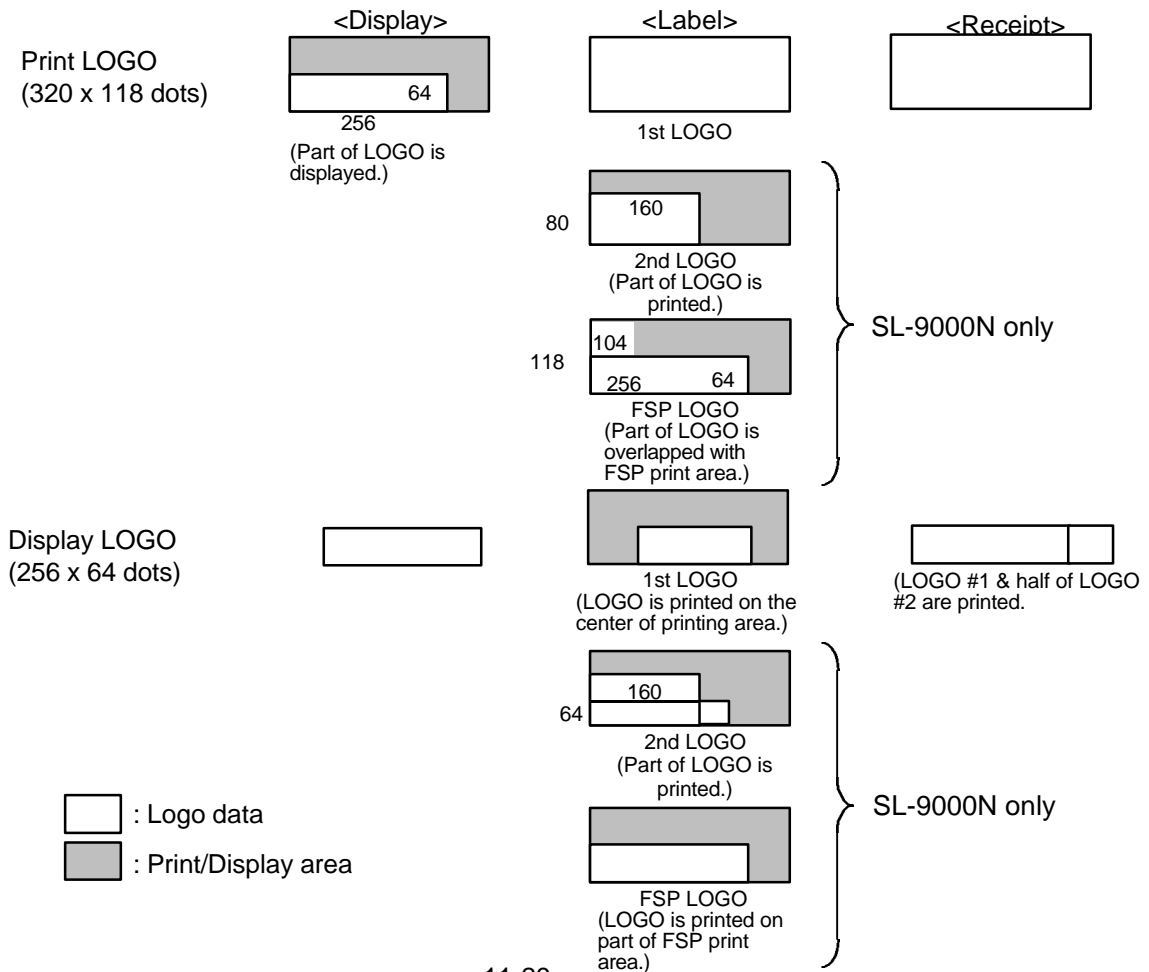 <Display>
<Label>
<Receipt>
Print LOGO
(320 x 118 dots)
64
256
(Part of LOGO is
displayed.)
1st LOGO
80
160
2nd LOGO
(Part of LOGO is
printed.)
SL-9000N only
118
104
256
64
FSP LOGO
(Part of LOGO is
overlapped with
FSP print area.)
Display LOGO
(256 x 64 dots)
1st LOGO
(LOGO is printed on the
center of printing area.)
(LOGO #1 & half of LOGO
#2 are printed.
64
160
2nd LOGO
(Part of LOGO is
printed.)
SL-9000N only
: Logo data
: Print/Display area
FSP LOGO
(LOGO is printed on
part of FSP print
area.)